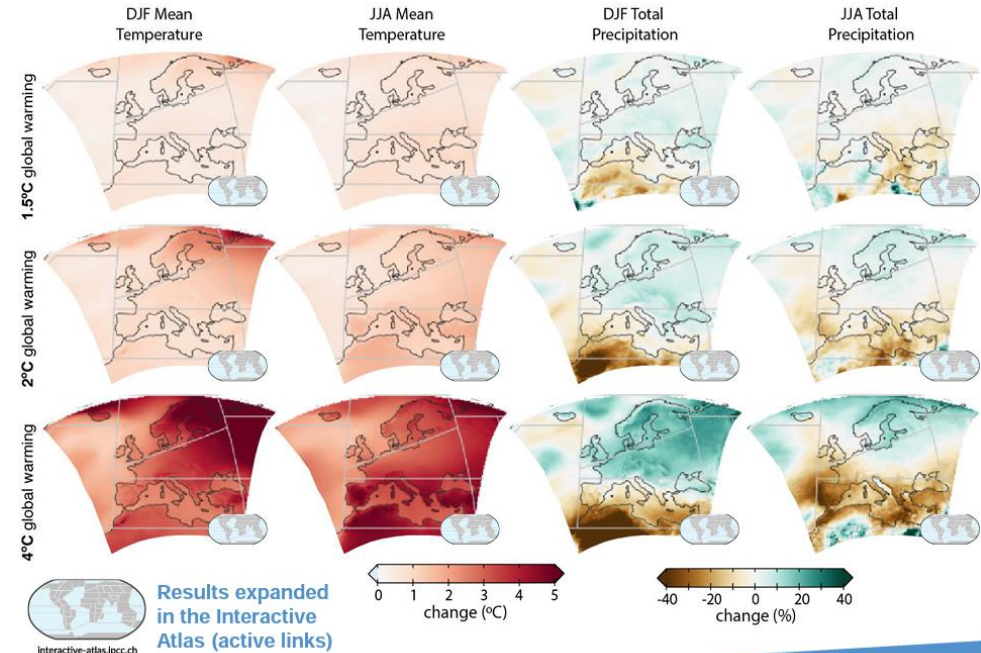 DJF Mean
Temperature
JJA Mean
Temperature
DJF Total
Precipitation
JJA Total
Precipitation
1.5ºC global warming
2ºC global warming
4ºC global warming
0 1 2 3 4 5
change (ºC)
-40 -20 0 20 40
change (%)
Results expanded
in the Interactive
Atlas (active links)
interactive-atlas.ipcc.ch